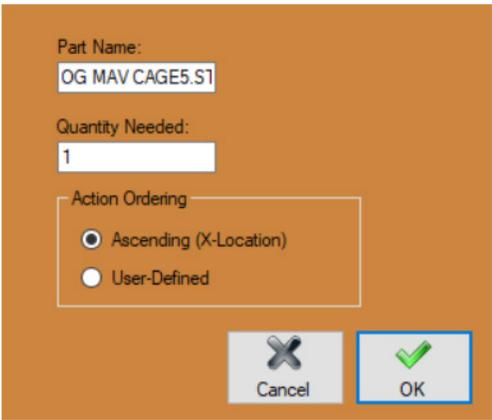 Part Name:
OG MAV CAGE5.ST
Quantity Needed:
1
Action Ordering
Ascending (X-Location)
User-Defined
Cancel
OK